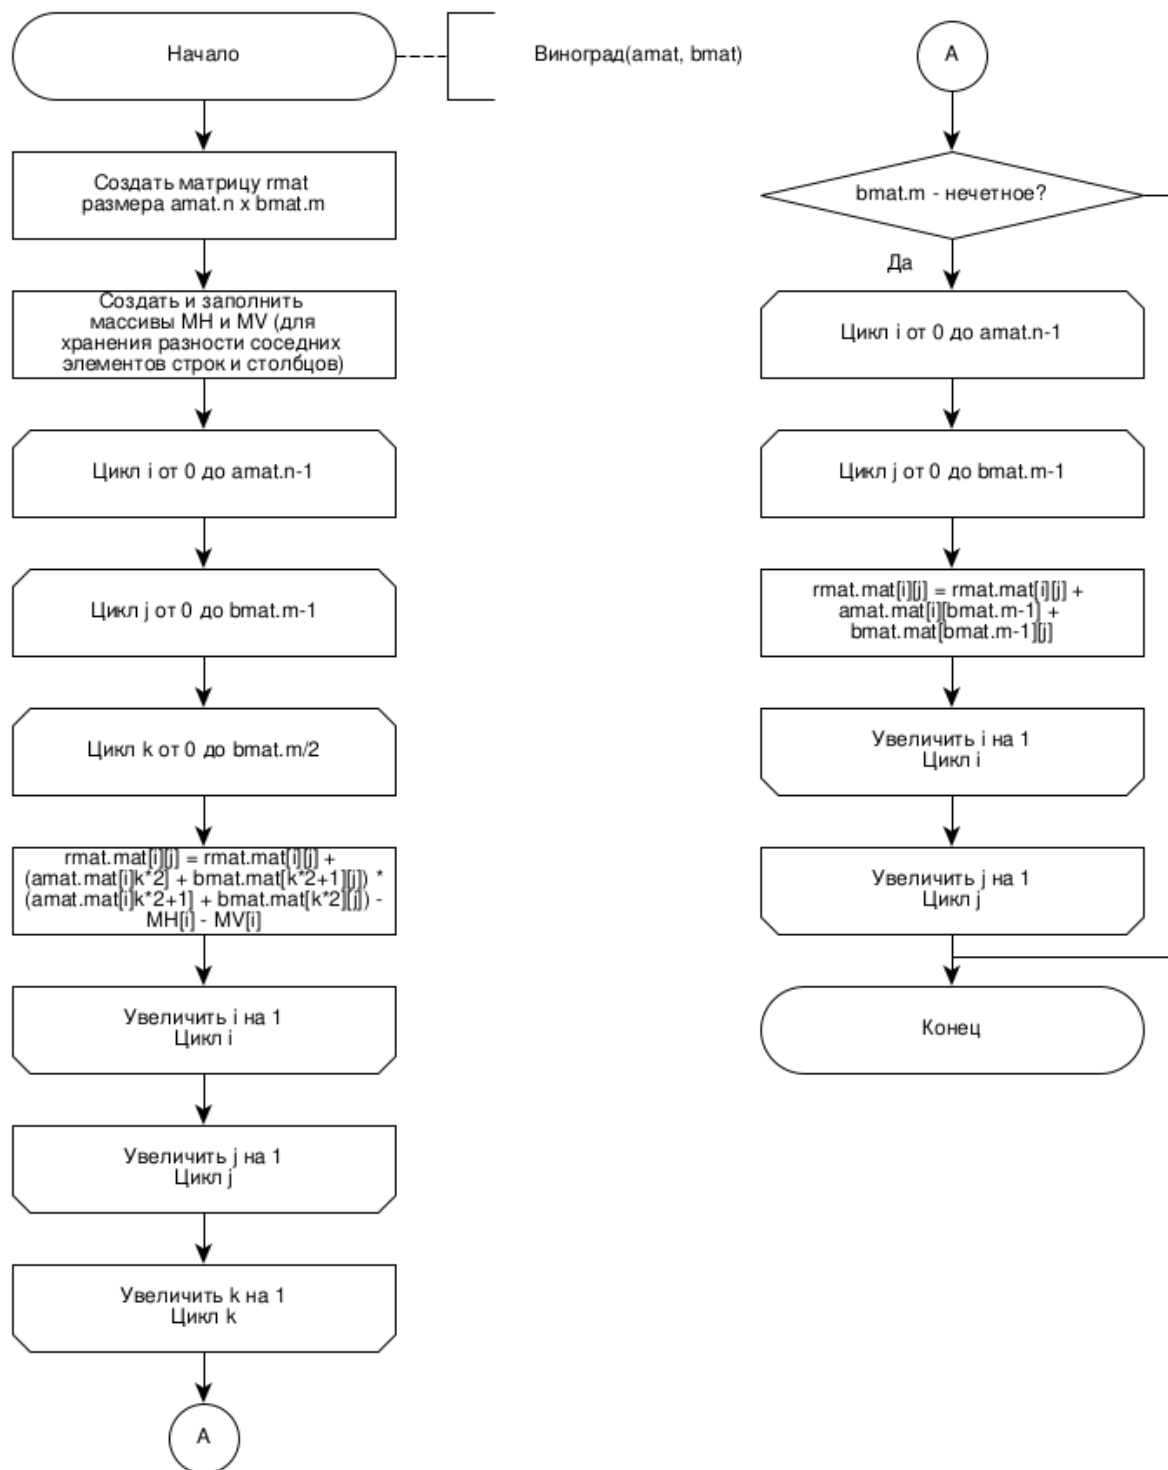 Начало
Виноград(amat, bmat)
Создать матрицу rmat
размера amat.n x bmat.m
Создать и заполнить
массивы MH и MV (для
хранения разности соседних
элементов строк и столбцов)
Цикл i от 0 до amat.n-1
Цикл j от 0 до bmat.m-1
Цикл k от 0 до bmat.m/2
rmat.mat[i][j] = rmat.mat[i][j] +
(amat.mat[i]k*2] + bmat.mat[k*2+1][j]) *
(amat.mat[i]k*2+1] + bmat.mat[k*2][j]) -
MH[i] - MV[i]
Увеличить i на 1
Цикл i
Увеличить j на 1
Цикл j
Увеличить k на 1
Цикл k
A
A
bmat.m - нечетное?
Да
Цикл i от 0 до amat.n-1
Цикл j от 0 до bmat.m-1
rmat.mat[i][j] = rmat.mat[i][j] +
amat.mat[i][bmat.m-1] +
bmat.mat[bmat.m-1][j]
Увеличить i на 1
Цикл i
Увеличить j на 1
Цикл j
Конец